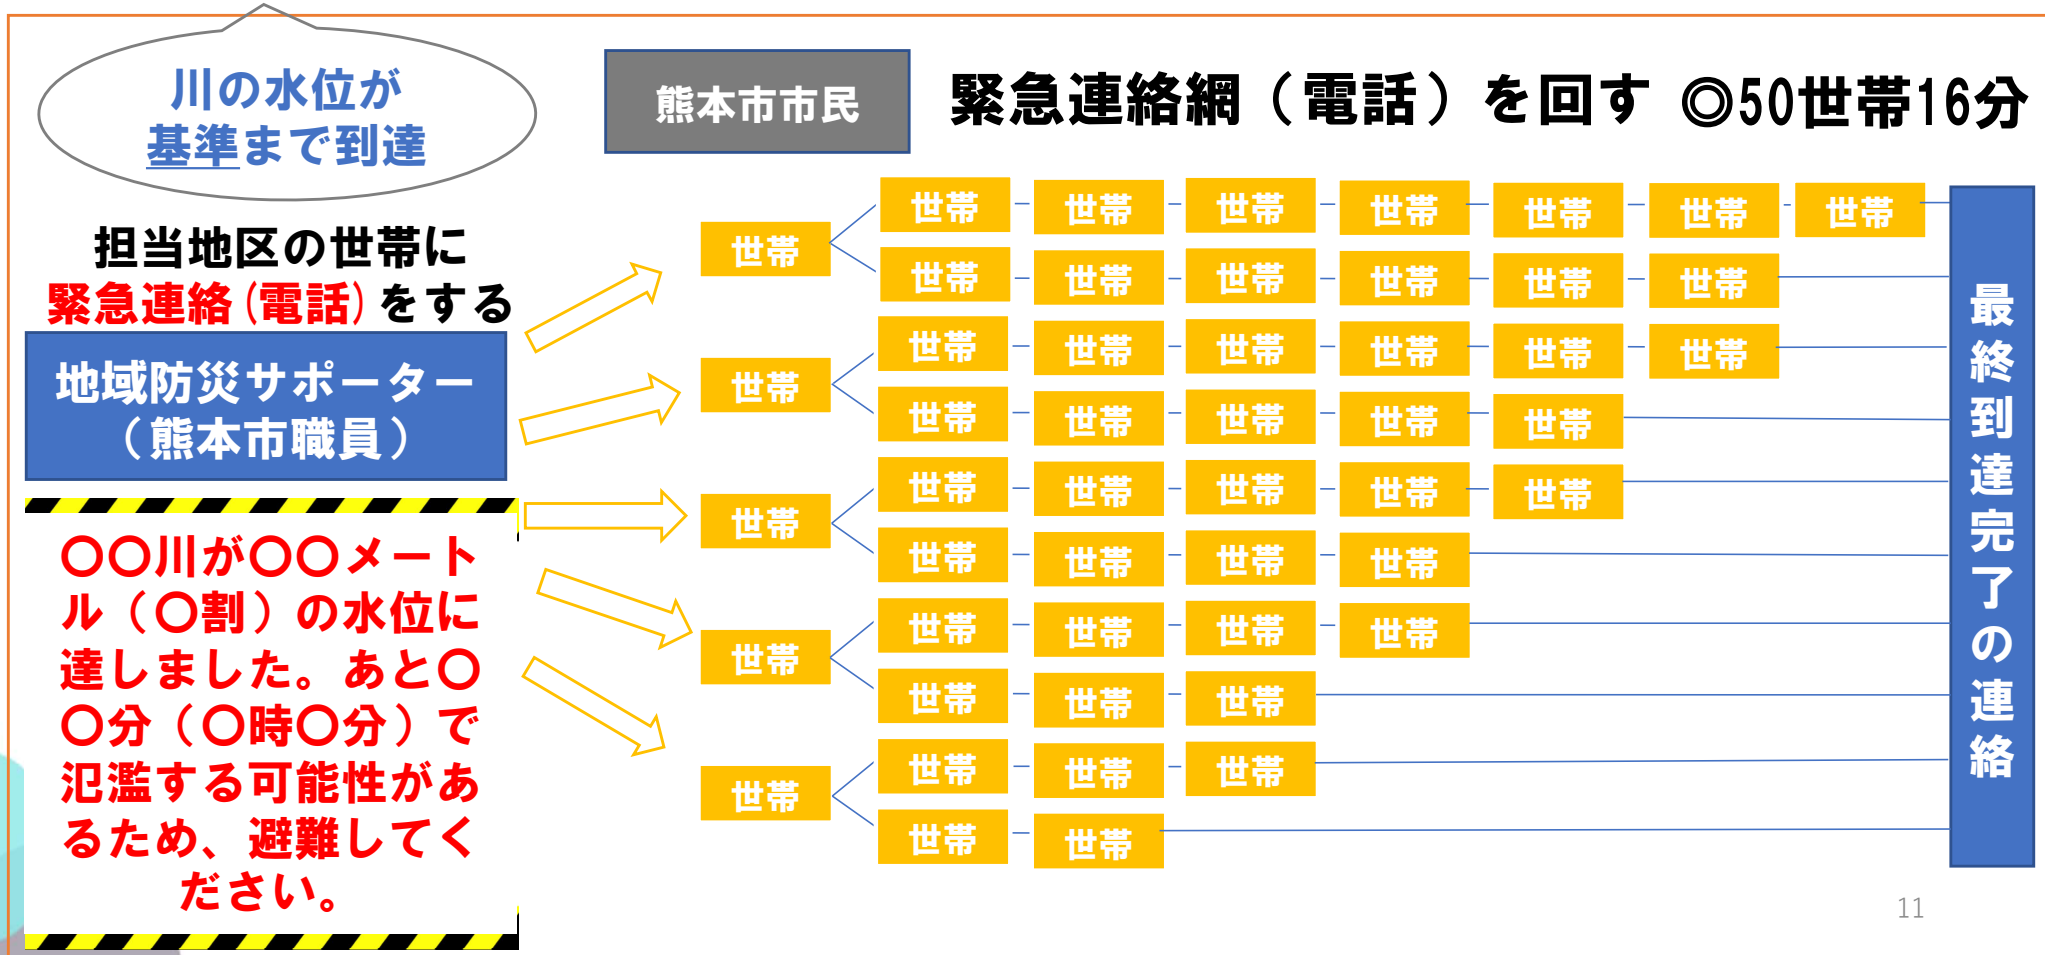 川の水位が
基準まで到達
担当地区の世帯に
緊急連絡(電話)をする
地域防災サポーター
（熊本市職員）
〇〇川が〇〇メート
ル（〇割）の水位に
達しました。あと〇
〇分（〇時〇分）で
氾濫する可能性があ
るため、避難してく
ださい。
熊本市市民
緊急連絡網（電話）を回す ◎50世帯16分
世帯
世帯
世帯
世帯
世帯
世帯 世帯 世帯 世帯 世帯 世帯 世帯
世帯 世帯 世帯 世帯 世帯 世帯
世帯 世帯 世帯 世帯 世帯 世帯
世帯 世帯 世帯 世帯 世帯
世帯 世帯 世帯 世帯 世帯
世帯 世帯 世帯 世帯
世帯 世帯 世帯 世帯
世帯 世帯 世帯
世帯 世帯 世帯
世帯 世帯
最終到達完了の連絡
11